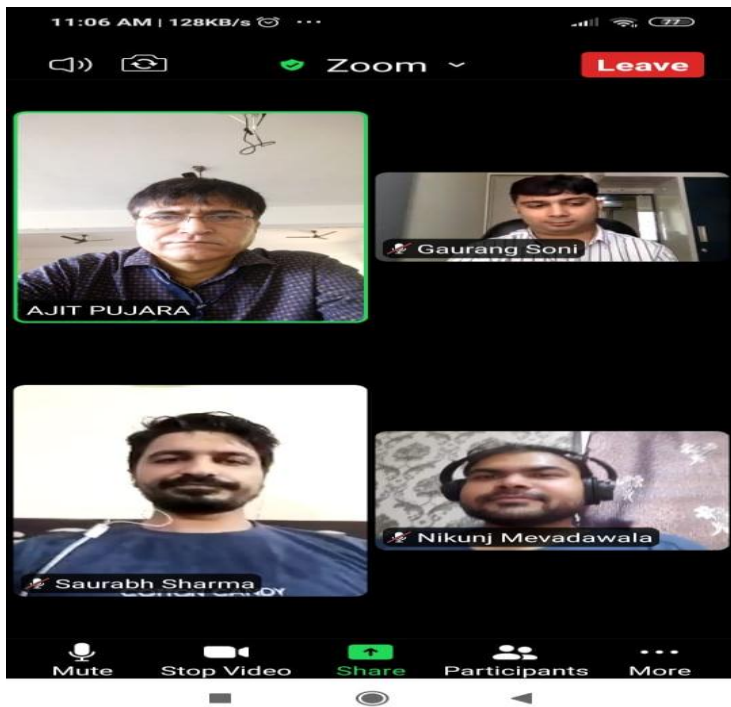 11:06 AM | 128KB/s
77
Zoom
Leave
AJIT PUJARA
Gaurang Soni
Saurabh Sharma
Nikunj Mevadawala
Mute
Stop Video
Share
Participants
More